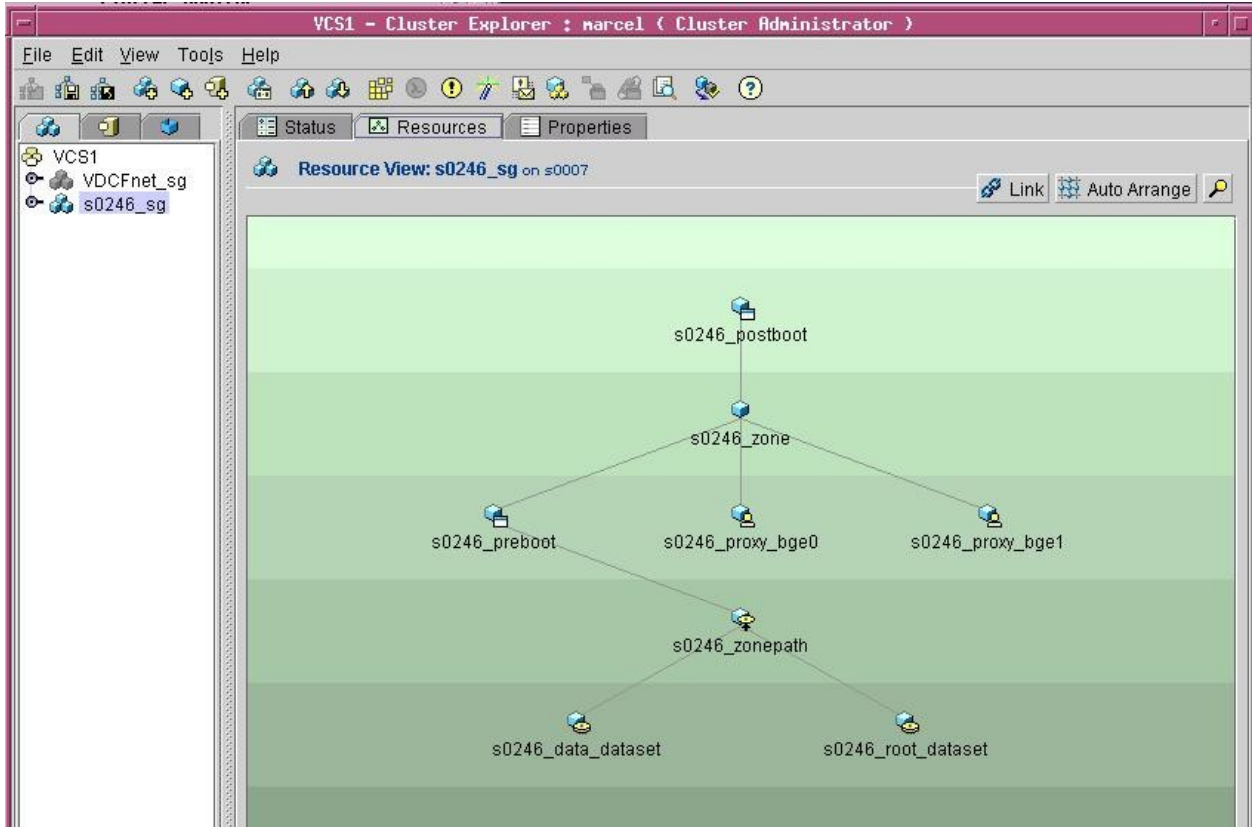 VCS1 - Cluster Explorer : marcel ( Cluster Administrator )
File Edit View Tools Help
Status Resources Properties
VCS1
VDCFnet_sg
s0246_sg
Resource View: s0246_sg on s0007
Link Auto Arrange
s0246_postboot
s0246_zone
s0246_preboot s0246_proxy_bge0 s0246_proxy_bge1
s0246_zonepath
s0246_data_dataset s0246_root_dataset